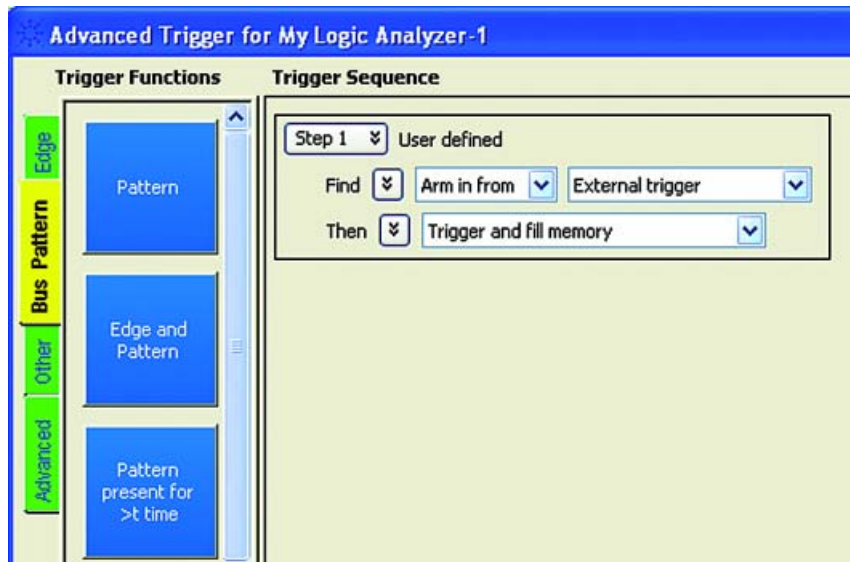 Advanced Trigger for My Logic Analyzer-1
Trigger Functions
Trigger Sequence
Edge
Bus Pattern
Other
Advanced
Pattern
Edge and
Pattern
Pattern
present for
>t time
Step 1 User defined
Find Arm in from External trigger
Then Trigger and fill memory